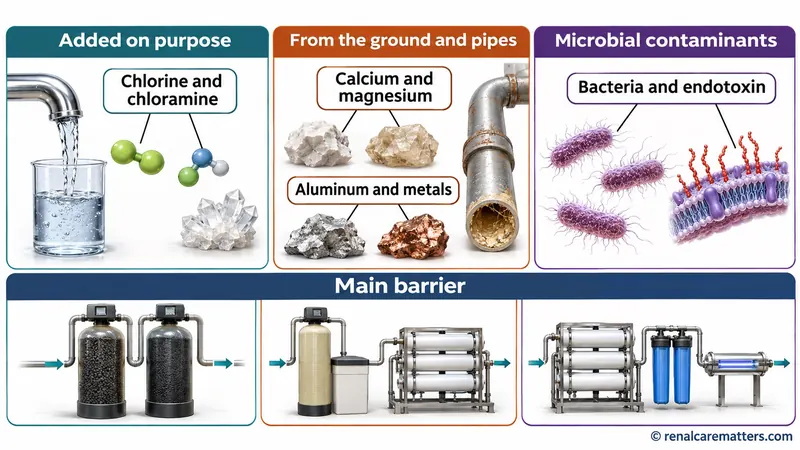 Added on purpose
Chlorine and
chloramine
From the ground and pipes
Calcium and
magnesium
Aluminum and metals
Microbial contaminants
Bacteria and endotoxin
Main barrier
© renalcarematters.com